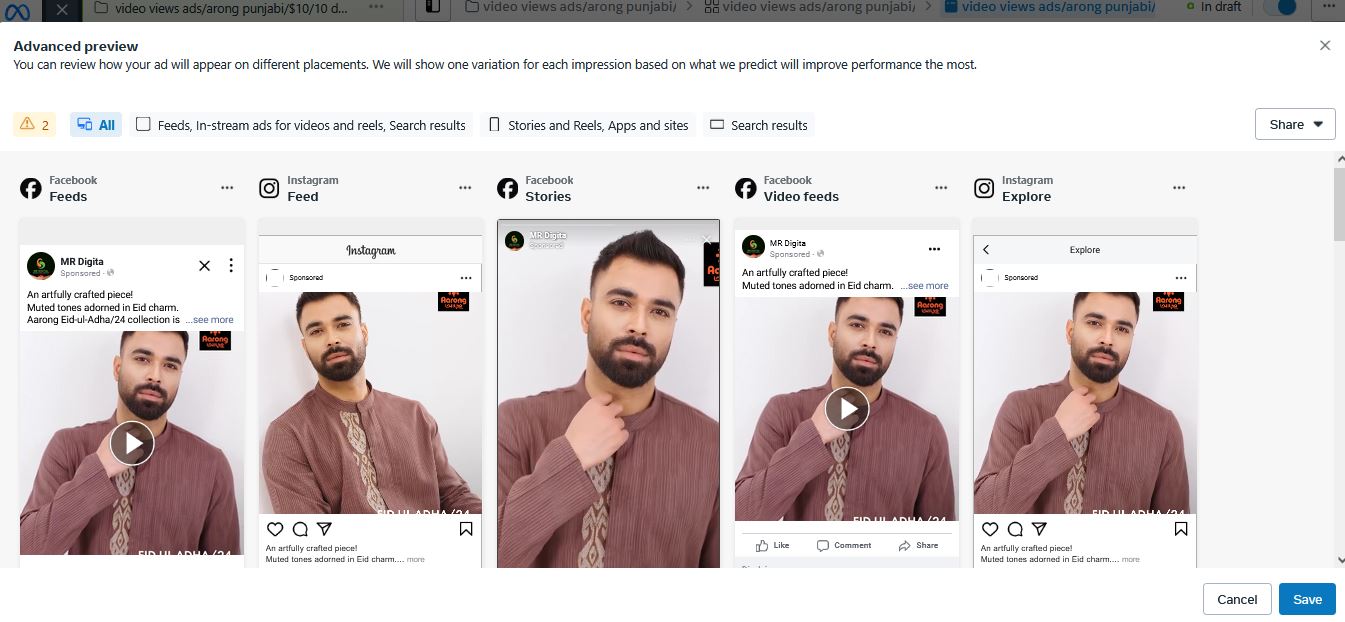 video views ads/arong punjabi/$10/10 d...
video views ads/arong punjabi/
video views ads/arong punjabi/
video views ads/arong punjabi/
In draft
Advanced preview
You can review how your ad will appear on different placements. We will show one variation for each impression based on what we predict will improve performance the most.
2
All
Feeds, In-stream ads for videos and reels, Search results
Stories and Reels, Apps and sites
Search results
Share
Facebook
Feeds
Instagram
Feed
Facebook
Stories
Facebook
Video feeds
Instagram
Explore
MR Digita
Sponsored ·
An artfully crafted piece!
Muted tones adorned in Eid charm.
Aarong Eid-ul-Adha/24 collection is ...see more
Aarong
EID UL ADHA/24
Instagram
Sponsored
Aarong
EID UL ADHA/24
An artfully crafted piece!
Muted tones adorned in Eid charm.... more
MR Digita
Sponsored
MR Digita
Sponsored ·
An artfully crafted piece!
Muted tones adorned in Eid charm. ...see more
Aarong
EID UL ADHA/24
Like
Comment
Share
Explore
Sponsored
Aarong
EID UL ADHA/24
An artfully crafted piece!
Muted tones adorned in Eid charm.... more
Cancel
Save